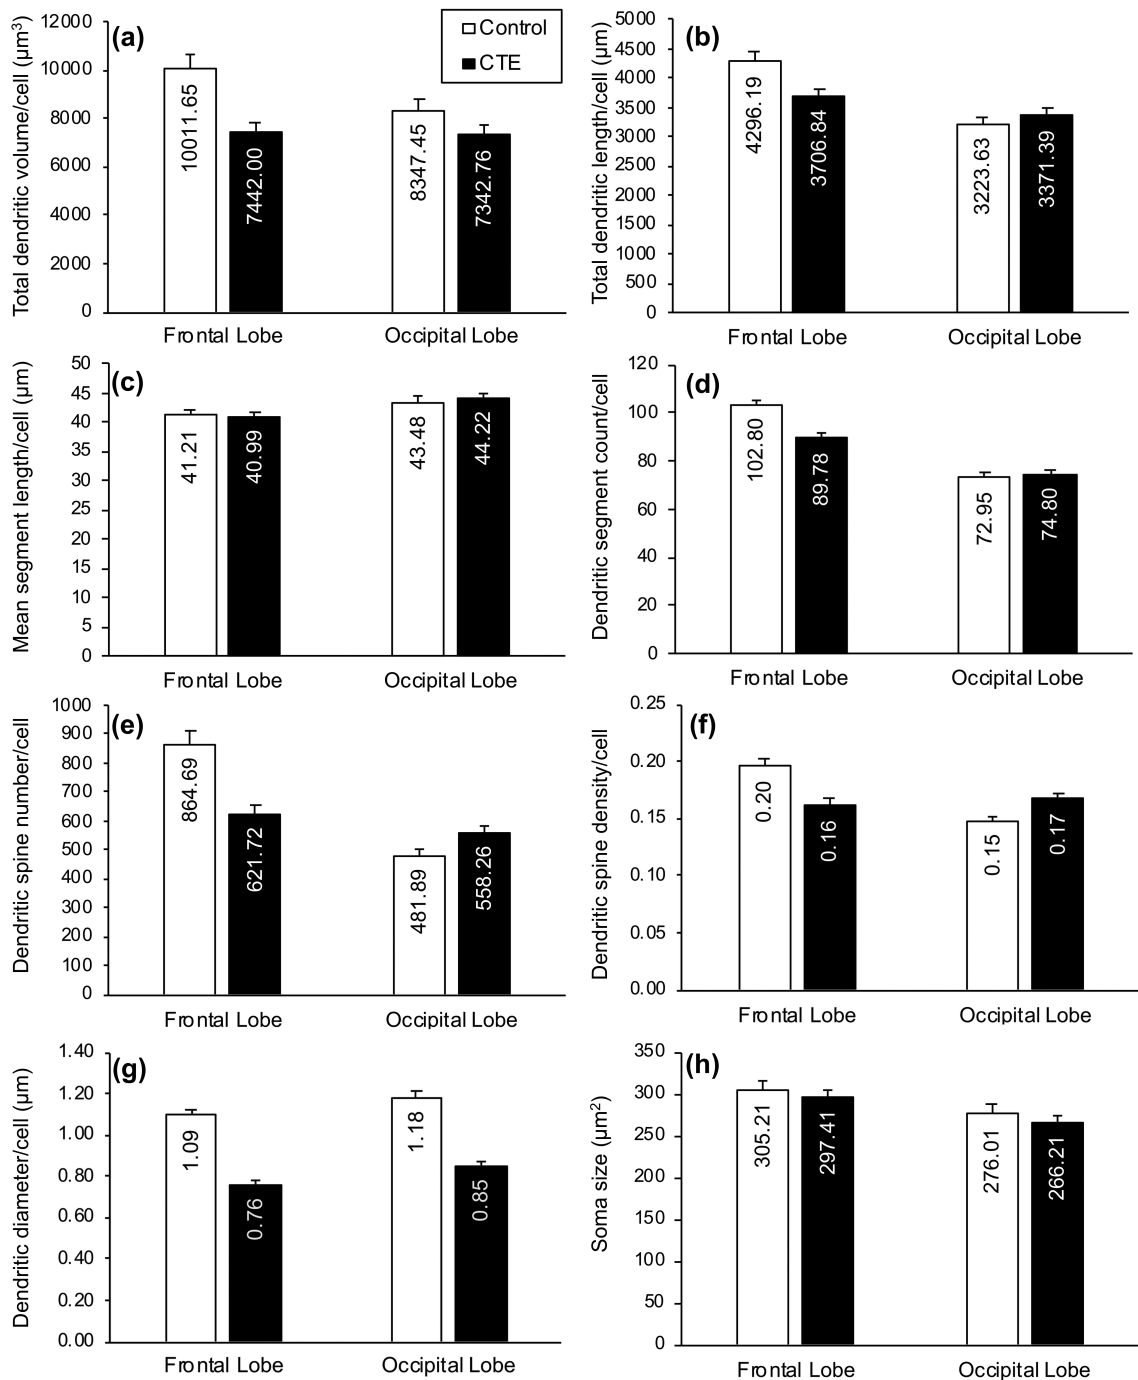 (a)
Control
CTE
Total dendritic volume/cell (µm³)
12000
10000
8000
6000
4000
2000
0
10011.65
7442.00
8347.45
7342.76
Frontal Lobe
Occipital Lobe
(b)
Total dendritic length/cell (µm)
5000
4500
4000
3500
3000
2500
2000
1500
1000
500
0
4296.19
3706.84
3223.63
3371.39
Frontal Lobe
Occipital Lobe
(c)
Mean segment length/cell (µm)
50
45
40
35
30
25
20
15
10
5
0
41.21
40.99
43.48
44.22
Frontal Lobe
Occipital Lobe
(d)
Dendritic segment count/cell
120
100
80
60
40
20
0
102.80
89.78
72.95
74.80
Frontal Lobe
Occipital Lobe
(e)
Dendritic spine number/cell
1000
900
800
700
600
500
400
300
200
100
0
864.69
621.72
481.89
558.26
Frontal Lobe
Occipital Lobe
(f)
Dendritic spine density/cell
0.25
0.20
0.15
0.10
0.05
0.00
0.20
0.16
0.15
0.17
Frontal Lobe
Occipital Lobe
(g)
Dendritic diameter/cell (µm)
1.40
1.20
1.00
0.80
0.60
0.40
0.20
0.00
1.09
0.76
1.18
0.85
Frontal Lobe
Occipital Lobe
(h)
Soma size (µm²)
350
300
250
200
150
100
50
0
305.21
297.41
276.01
266.21
Frontal Lobe
Occipital Lobe